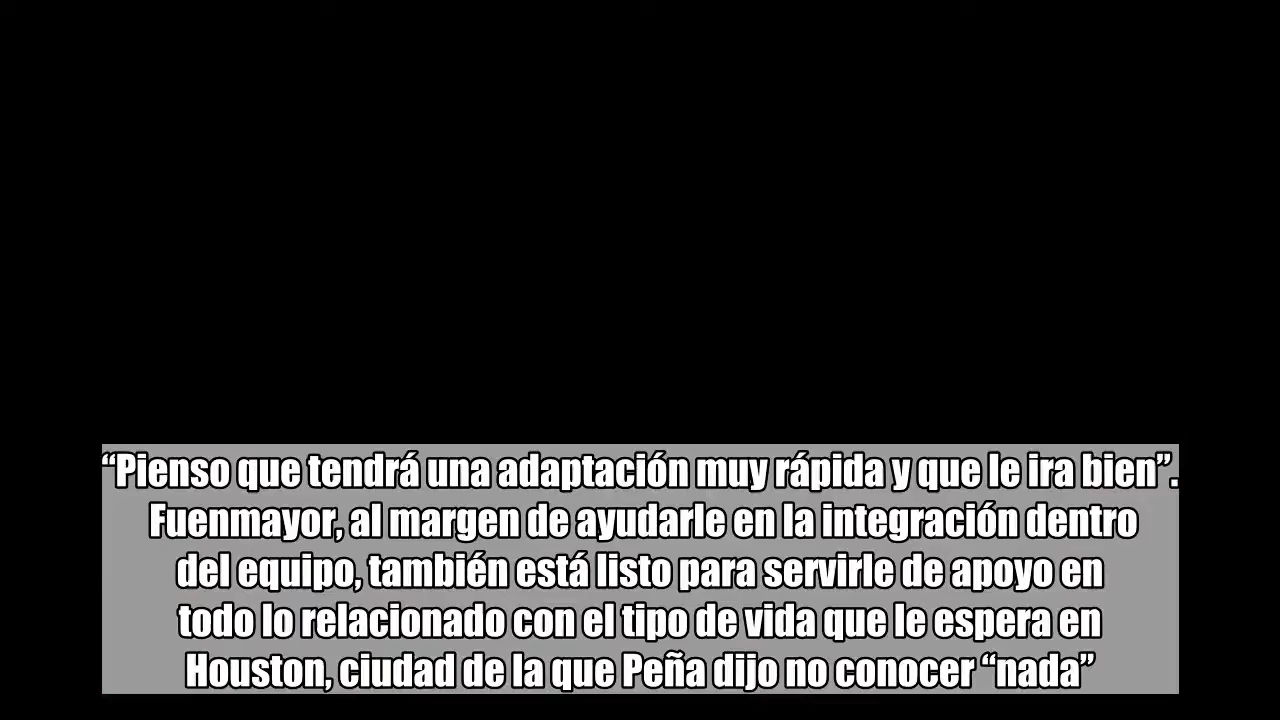 “Pienso que tendrá una adaptación muy rápida y que le ira bien”.
Fuenmayor, al margen de ayudarle en la integración dentro
del equipo, también está listo para servirle de apoyo en
todo lo relacionado con el tipo de vida que le espera en
Houston, ciudad de la que Peña dijo no conocer “nada”